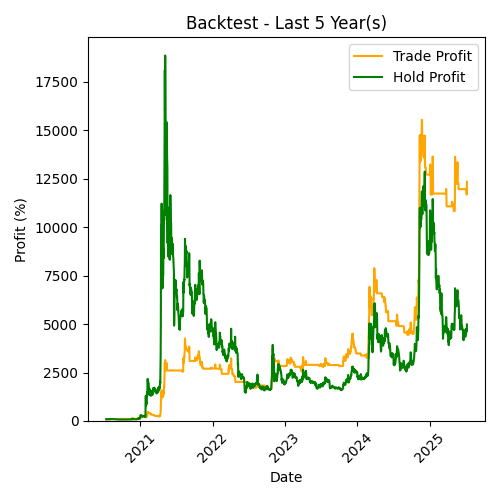 Backtest - Last 5 Year(s)
Trade Profit
Hold Profit
Profit (%)
17500
15000
12500
10000
7500
5000
2500
0
2021
2022
2023
2024
2025
Date